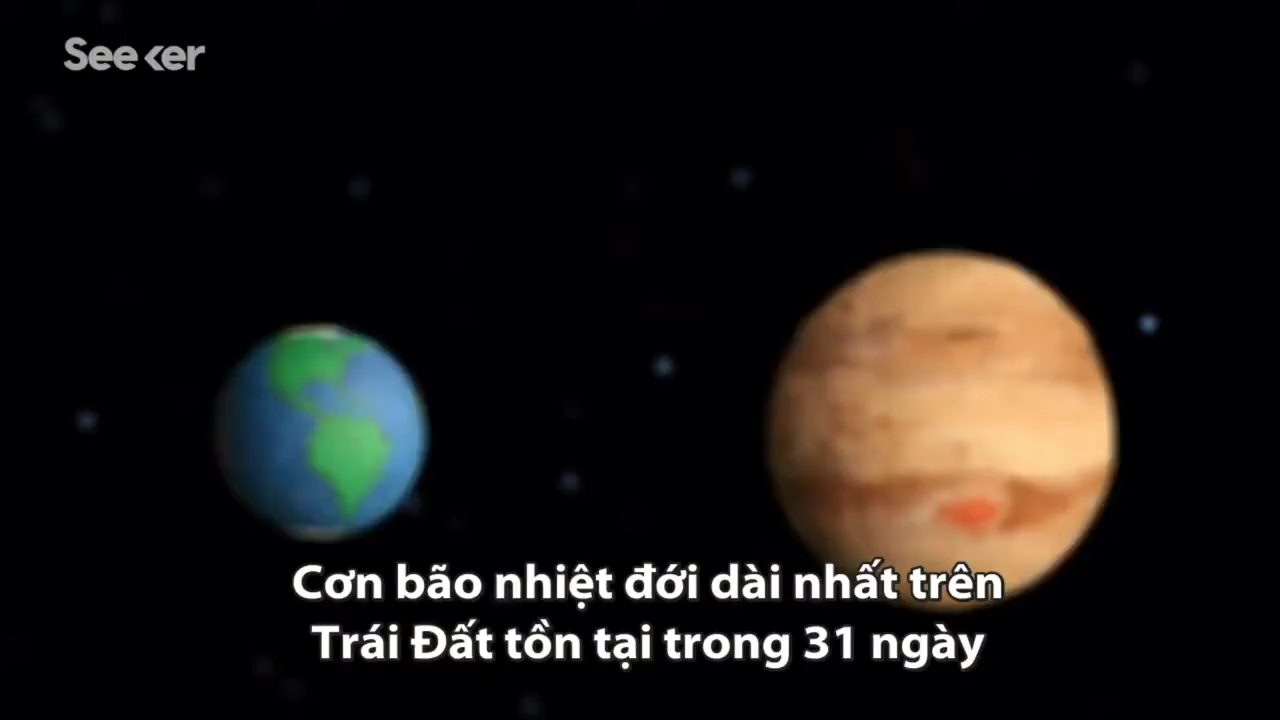 Seeker
Cơn bão nhiệt đới dài nhất trên
Trái Đất tồn tại trong 31 ngày